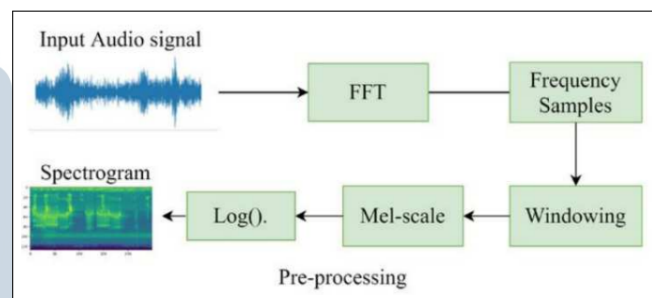 Input Audio signal
FFT
Frequency
Samples
Windowing
Mel-scale
Log().
Spectrogram
Pre-processing